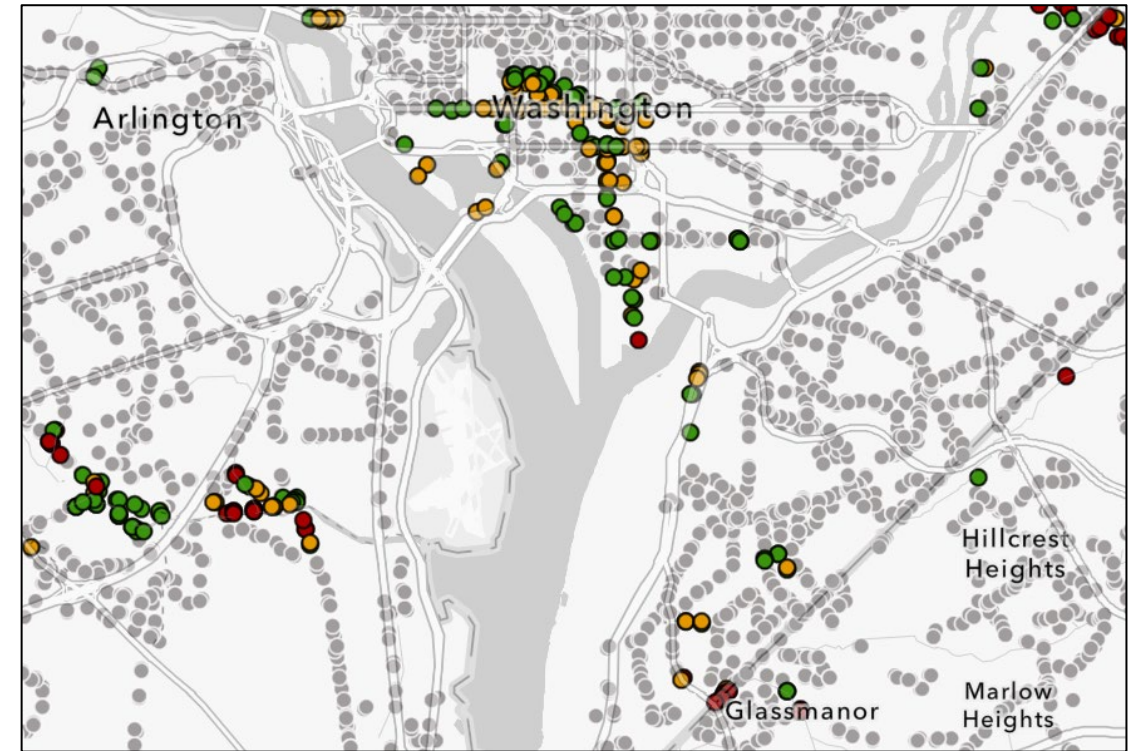 Arlington
Washington
Hillcrest
Heights
Marlow
Heights
Glassmanor